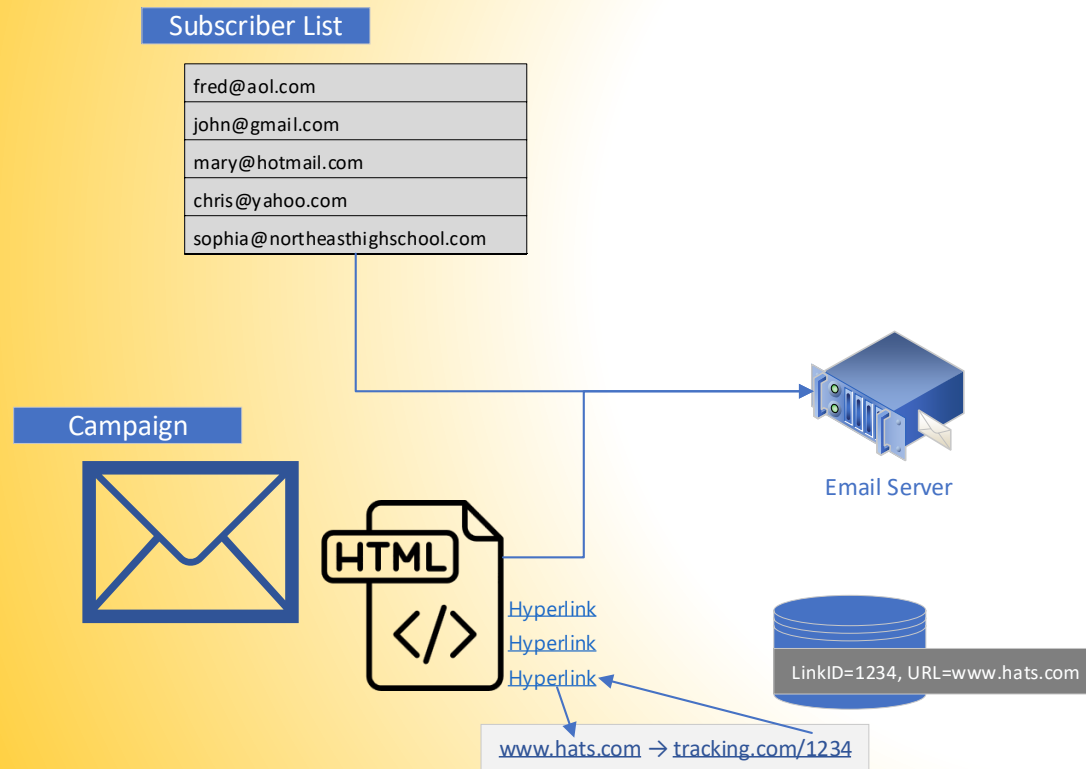 Subscriber List
fred@aol.com
john@gmail.com
mary@hotmail.com
chris@yahoo.com
sophia@northeasthighschool.com
Email Server
Campaign
HTML
</>
Hyperlink
Hyperlink
Hyperlink
LinkID=1234, URL=www.hats.com
www.hats.com → tracking.com/1234